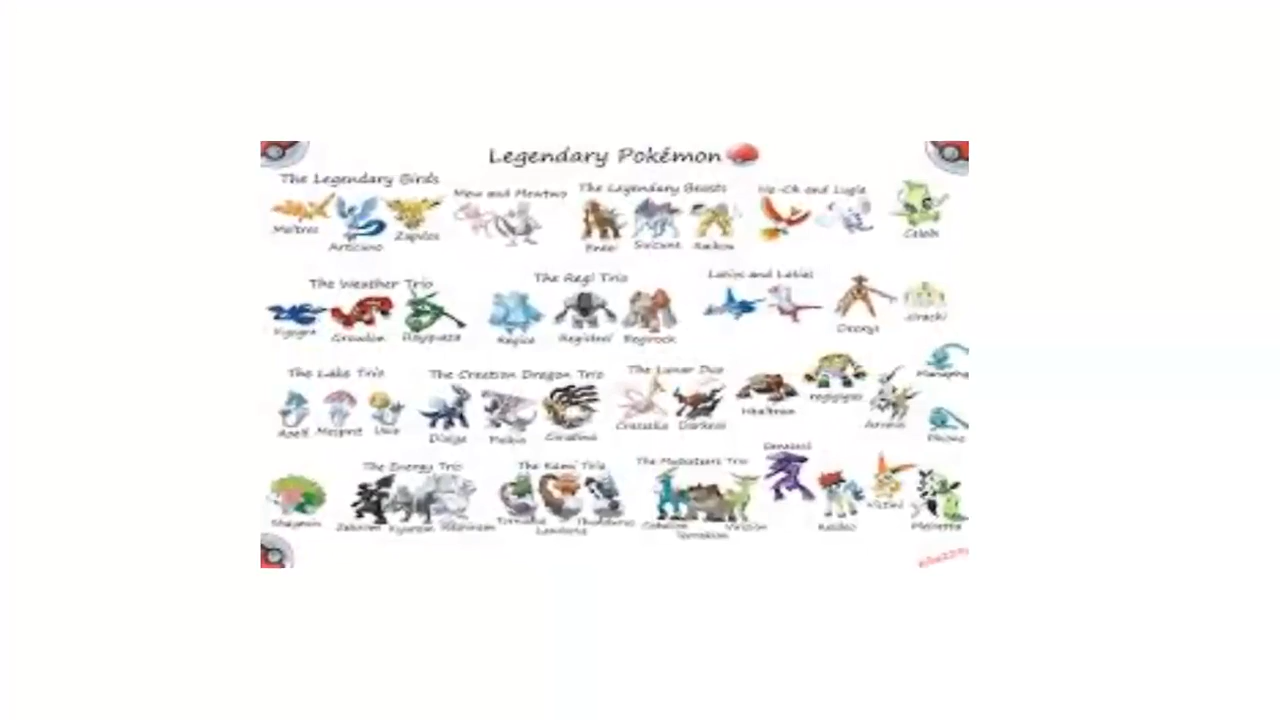 Legendary Pokémon
The Legendary Birds
Mew and Mewtwo
The Legendary Beasts
Ho-Oh and Lugia
Moltres
Articuno
Zapdos
Entei
Suicune
Raikou
Celebi
The Weather Trio
The Regi Trio
Latios and Latias
Kyogre
Groudon
Rayquaza
Regice
Registeel
Regirock
Deoxys
Jirachi
The Lake Trio
The Creation Dragon Trio
The Lunar Duo
Azelf
Mesprit
Uxie
Dialga
Palkia
Giratina
Cresselia
Darkrai
Heatran
regigigas
Arceus
Manaphy
Phione
The Energy Trio
The Kami Trio
The Musketeers Trio
Genesect
Shaymin
Zekrom
Kyurem
Reshiram
Tornadus
Landorus
Thundurus
Cobalion
Terrakion
Virizion
Keldeo
Victini
Meloetta